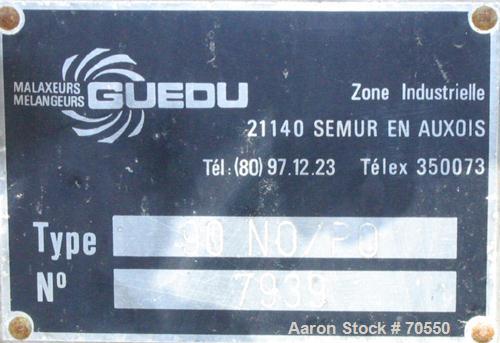 MALAXEURS
MELANGEURS
GUEDU
Zone Industrielle
21140 SEMUR EN AUXOIS
Tél: (80) 97.12.23 Télex 350073
Type 90 NO/PO
Nº 7939
Aaron Stock # 70550